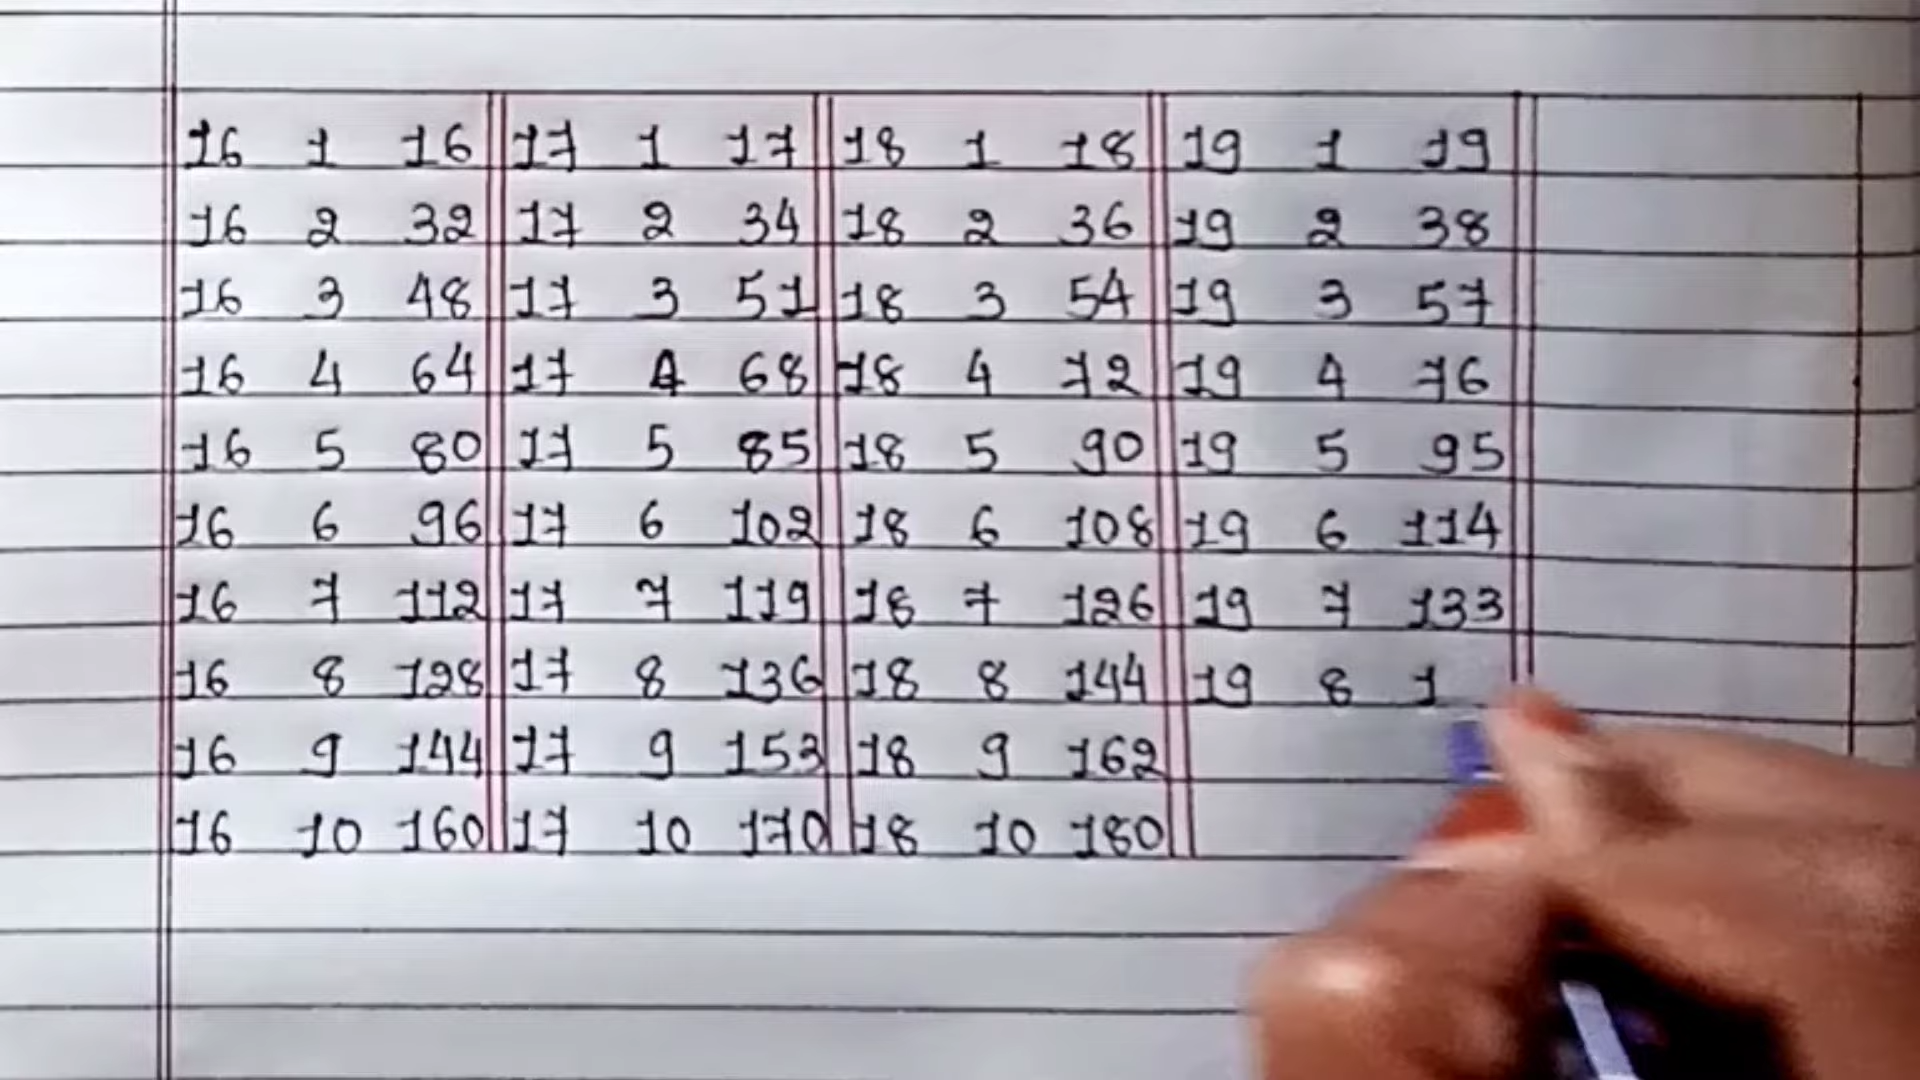 16 1 16 17 1 17 18 1 18 19 1 19
16 2 32 17 2 34 18 2 36 19 2 38
16 3 48 17 3 51 18 3 54 19 3 57
16 4 64 17 4 68 18 4 72 19 4 76
16 5 80 17 5 85 18 5 90 19 5 95
16 6 96 17 6 102 18 6 108 19 6 114
16 7 112 17 7 119 18 7 126 19 7 133
16 8 128 17 8 136 18 8 144 19 8 1
16 9 144 17 9 153 18 9 162
16 10 160 17 10 170 18 10 180